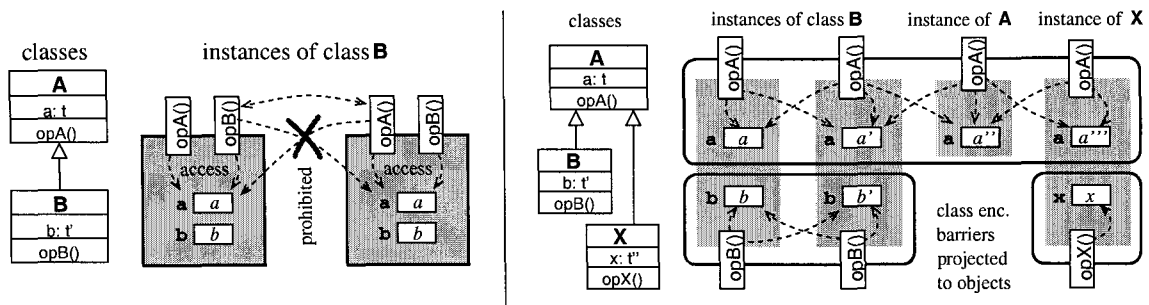 classes
instances of class B
A
a: t
opA()
B
b: t'
opB()
opA()
opB()
opA()
opB()
access
access
a a
b b
a a
b b
prohibited
classes
A
a: t
opA()
B
b: t'
opB()
X
x: t''
opX()
instances of class B
instance of A
instance of X
opA()
opA()
opA()
opA()
a a
a a'
a a''
a a'''
b b
b b'
x x
opB()
opB()
opX()
class enc.
barriers
projected
to objects